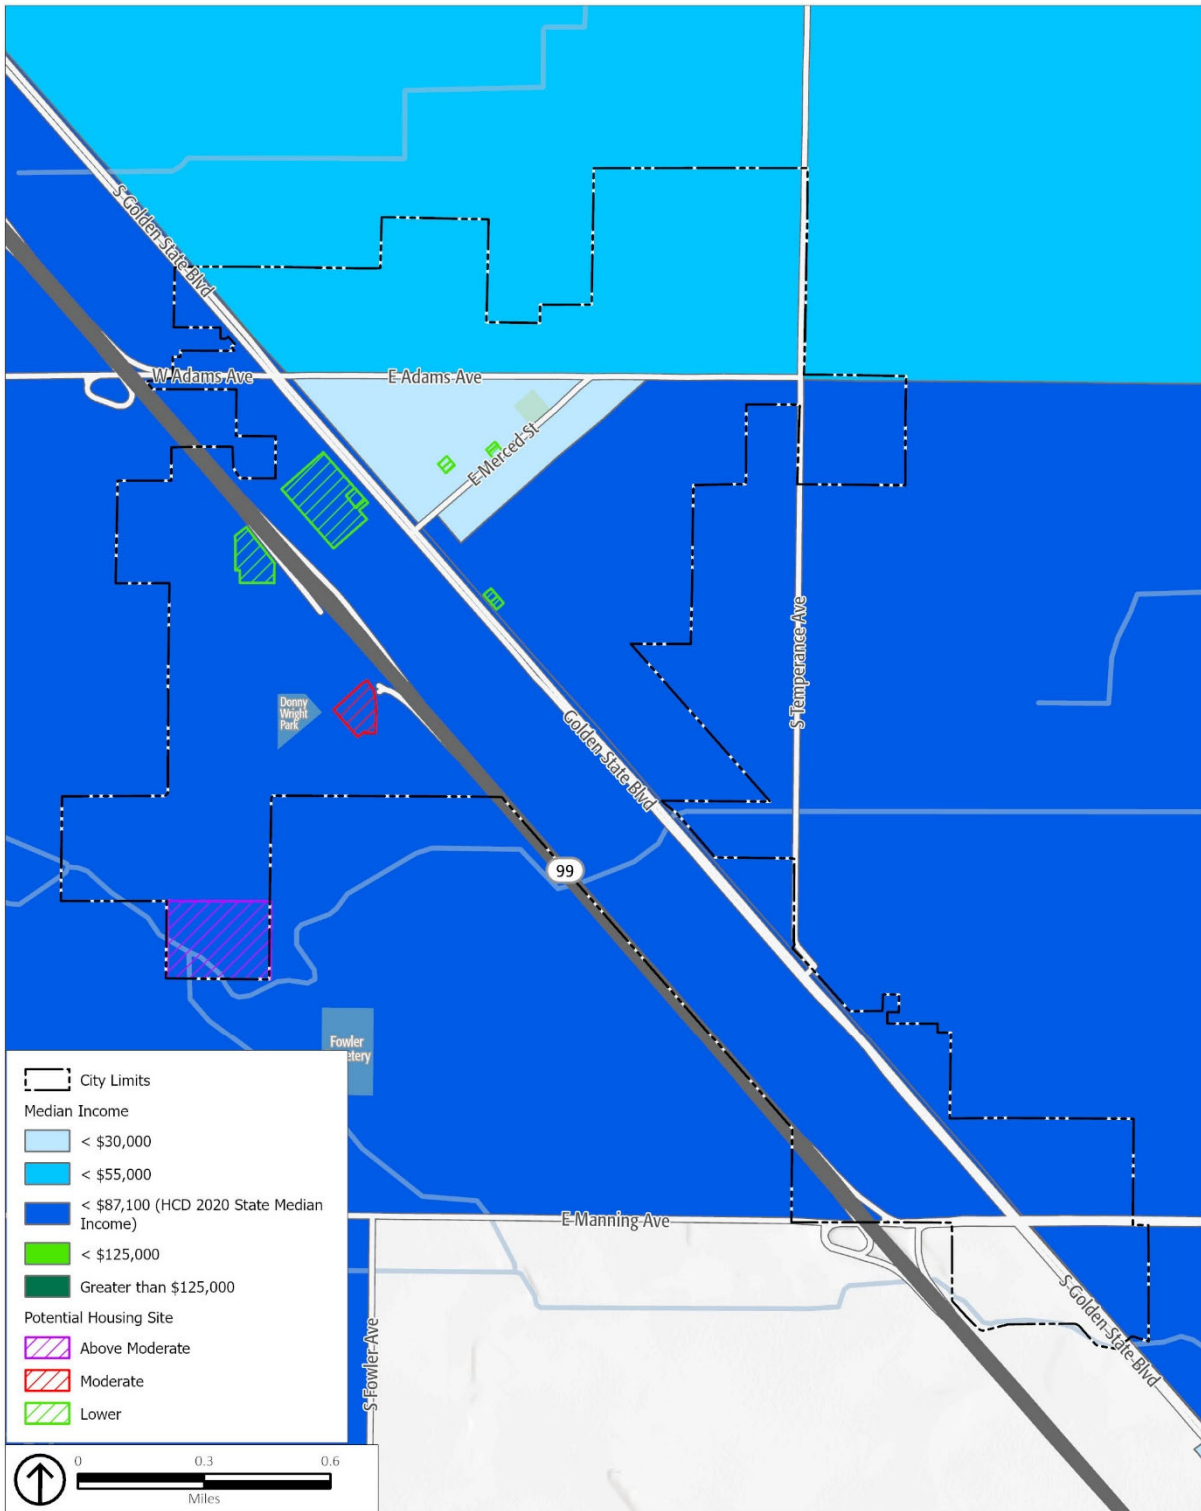 S Golden State Blvd
W Adams Ave
E Adams Ave
E Merced St
S Temperance Ave
Donny
Wright
Park
Golden State Blvd
99
Fowler
etery
E Manning Ave
S Fowler Ave
S Golden State Blvd
City Limits
Median Income
< $30,000
< $55,000
< $87,100 (HCD 2020 State Median
Income)
< $125,000
Greater than $125,000
Potential Housing Site
Above Moderate
Moderate
Lower
0 0.3 0.6
Miles